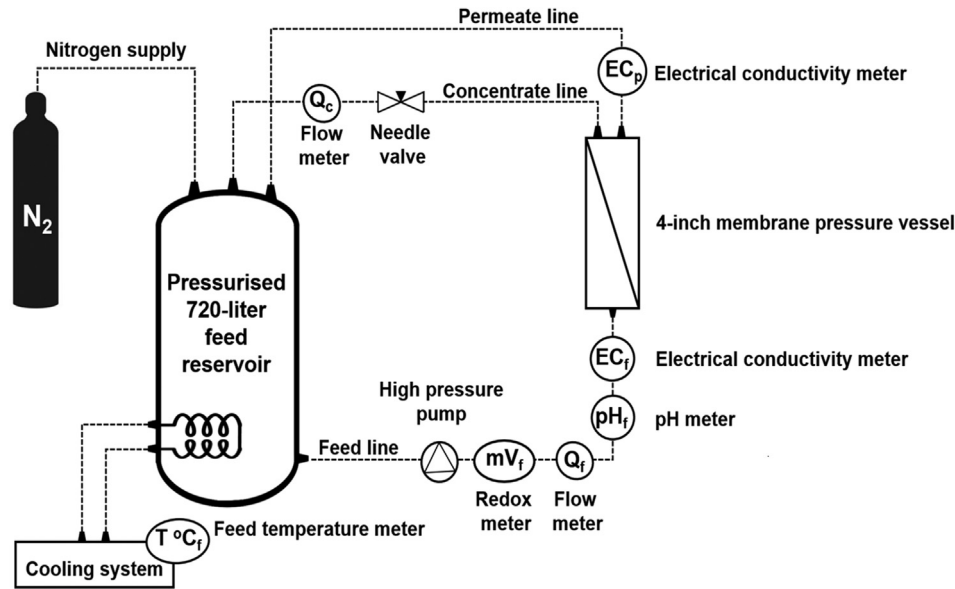 Permeate line
Nitrogen supply
ECp
Electrical conductivity meter
Qc
Concentrate line
Flow
meter
Needle
valve
N2
4-inch membrane pressure vessel
Pressurised
720-liter
feed
reservoir
ECf
Electrical conductivity meter
High pressure
pump
pHf
pH meter
Feed line
mVf
Qf
Redox
meter
Flow
meter
T ºCf
Feed temperature meter
Cooling system